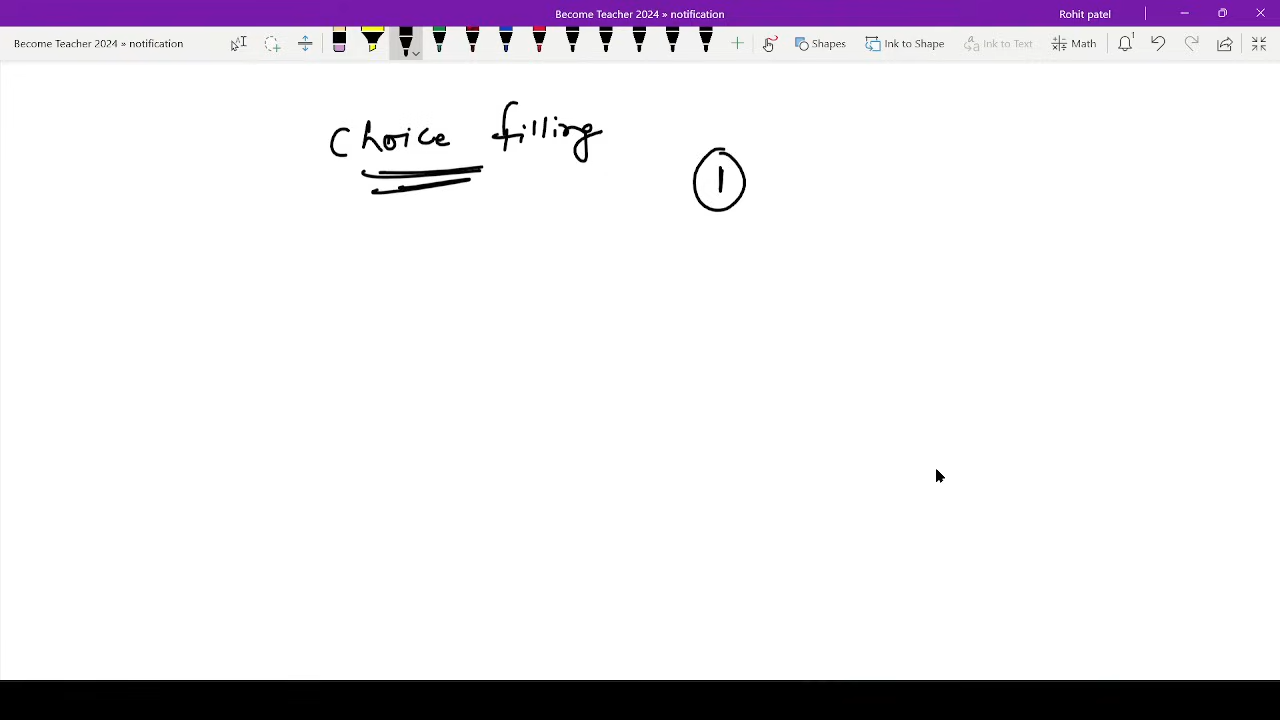 Become Teacher 2024 » notification
Rohit patel
Become Teacher 2024 » notification
Shape
Ink to Shape
Ink to Text
Math
Choice filling
1